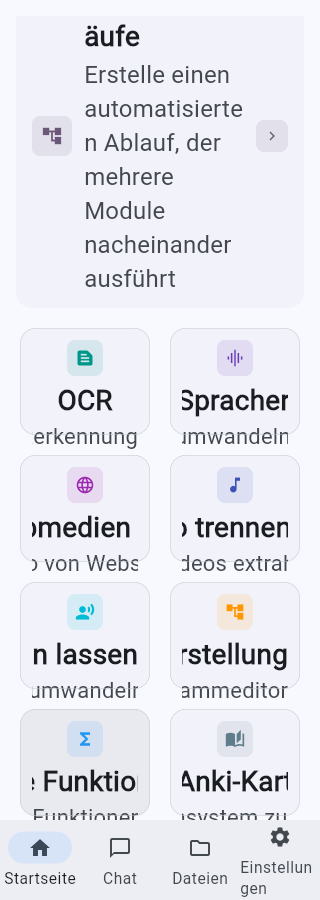 äufe
Erstelle einen
automatisierte
n Ablauf, der
mehrere
Module
nacheinander
ausführt
OCR
erkennung
Spracher
umwandeln
omedien
o von Webs
o trennen
deos extrah
n lassen
umwandeln
rstellung
ammeditor
e Funktion
Funktionen
Anki-Kart
system zu
Startseite
Chat
Dateien
Einstellun
gen